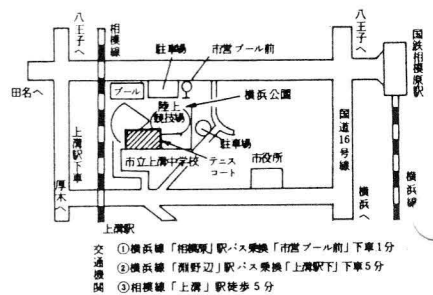 八王子へ
相模線
駐車場
市営プール前
八王子へ
国鉄相模原駅
田名へ
プール
横浜公園
陸上競技場
上溝駅下車
駐車場
国道16号線
市立上溝中学校
テニスコート
市役所
厚木へ
横浜へ
横浜線
上溝駅
交通機関
①横浜線「相模原」駅バス乗換「市営プール前」下車1分
②横浜線「淵野辺」駅バス乗換「上溝駅下」下車5分
③相模線「上溝」駅徒歩5分